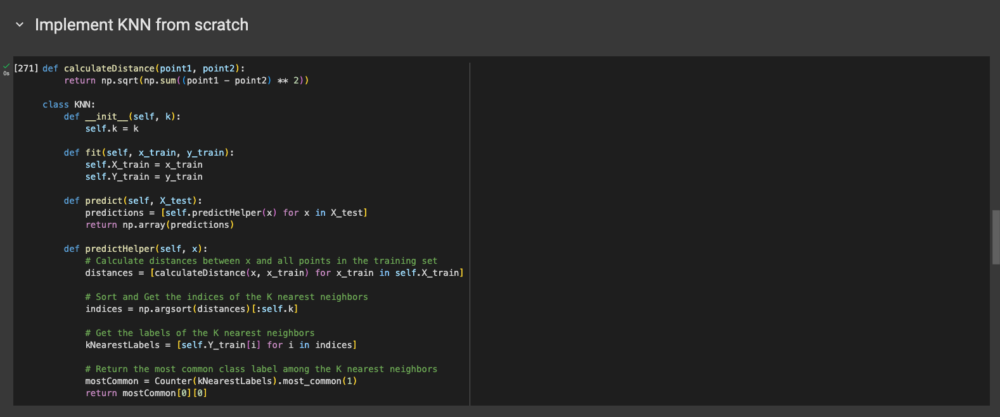 Implement KNN from scratch
[271] def calculateDistance(point1, point2):
0s
    return np.sqrt(np.sum((point1 - point2) ** 2))
class KNN:
    def __init__(self, k):
        self.k = k
    def fit(self, x_train, y_train):
        self.X_train = x_train
        self.Y_train = y_train
    def predict(self, X_test):
        predictions = [self.predictHelper(x) for x in X_test]
        return np.array(predictions)
    def predictHelper(self, x):
        # Calculate distances between x and all points in the training set
        distances = [calculateDistance(x, x_train) for x_train in self.X_train]
        # Sort and Get the indices of the K nearest neighbors
        indices = np.argsort(distances)[:self.k]
        # Get the labels of the K nearest neighbors
        kNearestLabels = [self.Y_train[i] for i in indices]
        # Return the most common class label among the K nearest neighbors
        mostCommon = Counter(kNearestLabels).most_common(1)
        return mostCommon[0][0]